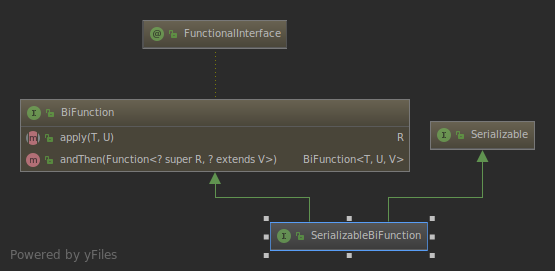 @ FunctionalInterface
I BiFunction
m apply(T, U) R
m andThen(Function<? super R, ? extends V>) BiFunction<T, U, V>
I Serializable
I SerializableBiFunction
Powered by yFiles